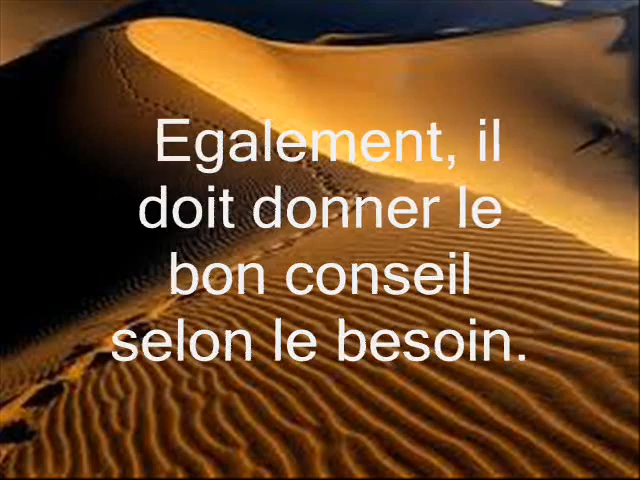 Egalement, il
doit donner le
bon conseil
selon le besoin.